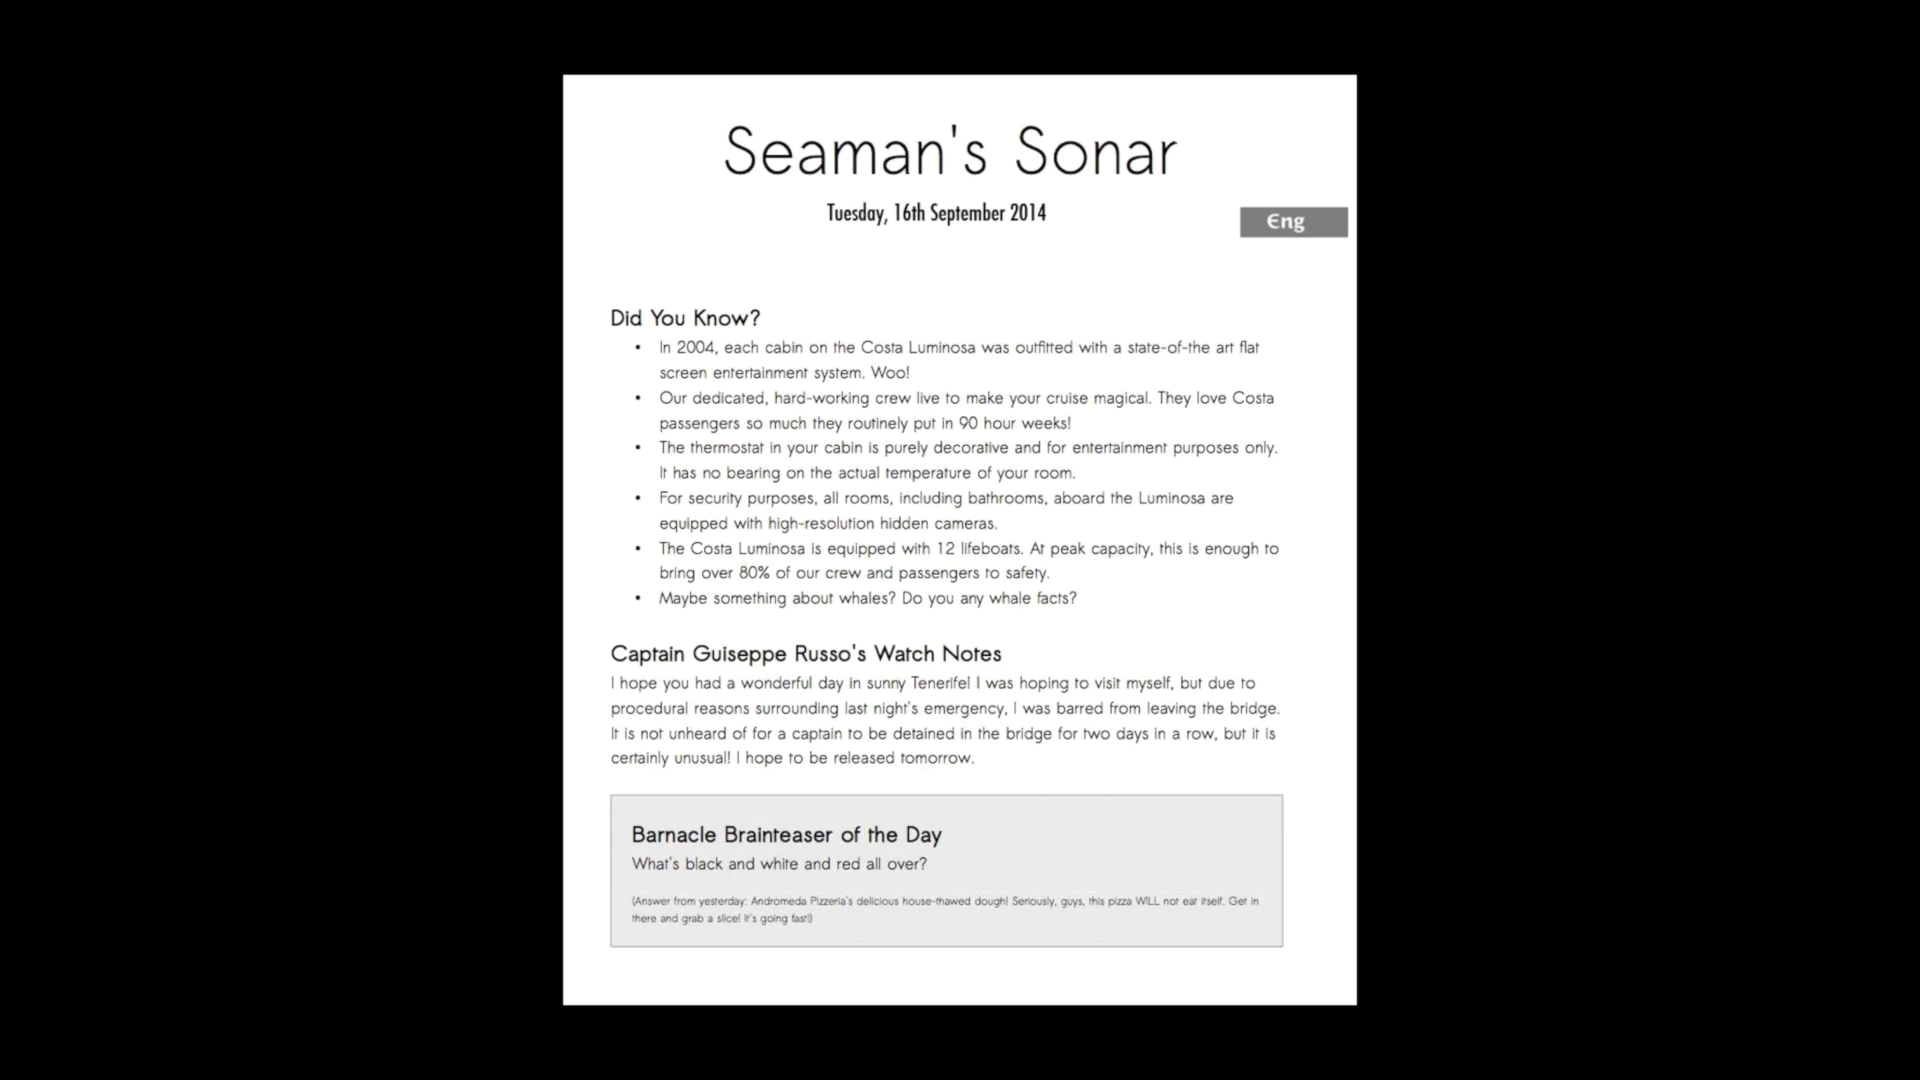 Seaman's Sonar
Tuesday, 16th September 2014
Eng
Did You Know?
• In 2004, each cabin on the Costa Luminosa was outfitted with a state-of-the art flat
screen entertainment system. Woo!
• Our dedicated, hard-working crew live to make your cruise magical. They love Costa
passengers so much they routinely put in 90 hour weeks!
• The thermostat in your cabin is purely decorative and for entertainment purposes only.
It has no bearing on the actual temperature of your room.
• For security purposes, all rooms, including bathrooms, aboard the Luminosa are
equipped with high-resolution hidden cameras.
• The Costa Luminosa is equipped with 12 lifeboats. At peak capacity, this is enough to
bring over 80% of our crew and passengers to safety.
• Maybe something about whales? Do you any whale facts?
Captain Guiseppe Russo's Watch Notes
I hope you had a wonderful day in sunny Tenerife! I was hoping to visit myself, but due to
procedural reasons surrounding last night's emergency, I was barred from leaving the bridge.
It is not unheard of for a captain to be detained in the bridge for two days in a row, but it is
certainly unusual! I hope to be released tomorrow.
Barnacle Brainteaser of the Day
What's black and white and red all over?
(Answer from yesterday: Andromeda Pizzeria's delicious house-thawed dough! Seriously, guys, this pizza WILL not eat itself. Get in
there and grab a slice! It's going fast!)